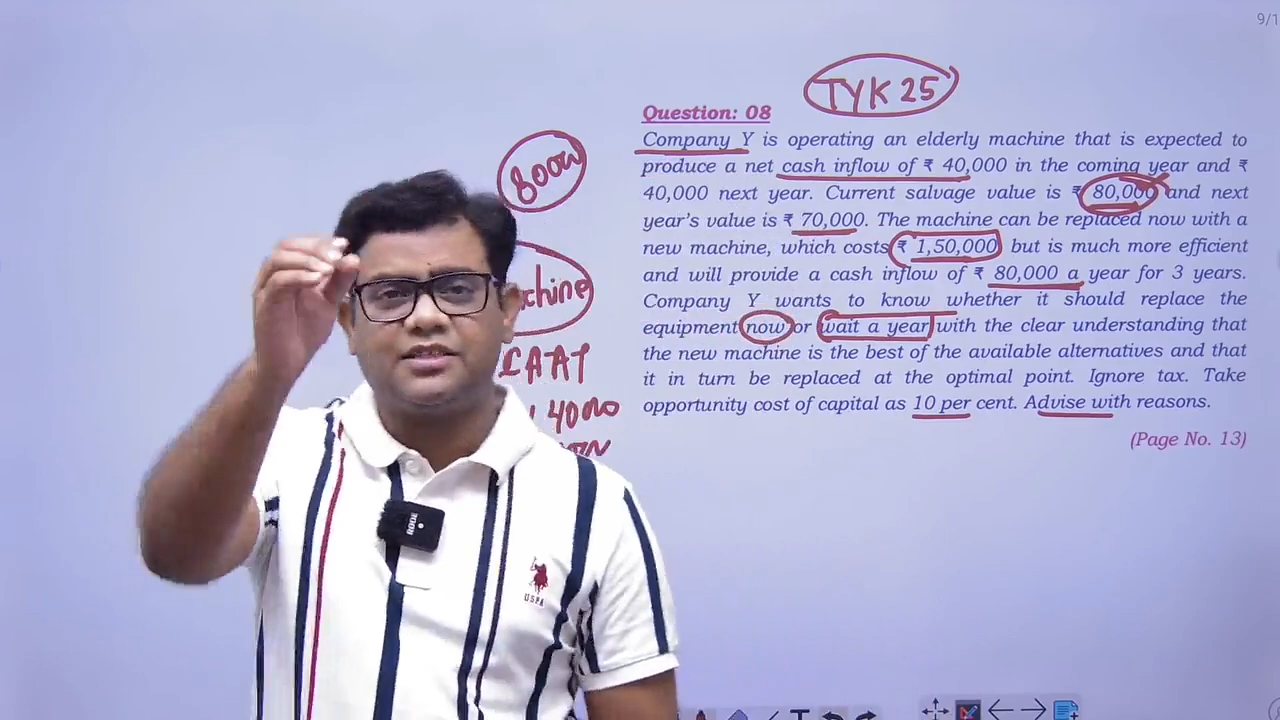 9/1
TYK 25
Question: 08
Company Y is operating an elderly machine that is expected to
produce a net cash inflow of ₹ 40,000 in the coming year and ₹
40,000 next year. Current salvage value is ₹ 80,000 and next
year's value is ₹ 70,000. The machine can be replaced now with a
new machine, which costs ₹ 1,50,000 but is much more efficient
and will provide a cash inflow of ₹ 80,000 a year for 3 years.
Company Y wants to know whether it should replace the
equipment now or wait a year with the clear understanding that
the new machine is the best of the available alternatives and that
it in turn be replaced at the optimal point. Ignore tax. Take
opportunity cost of capital as 10 per cent. Advise with reasons.
(Page No. 13)
chine
CAAT
40000
RODE
USPA